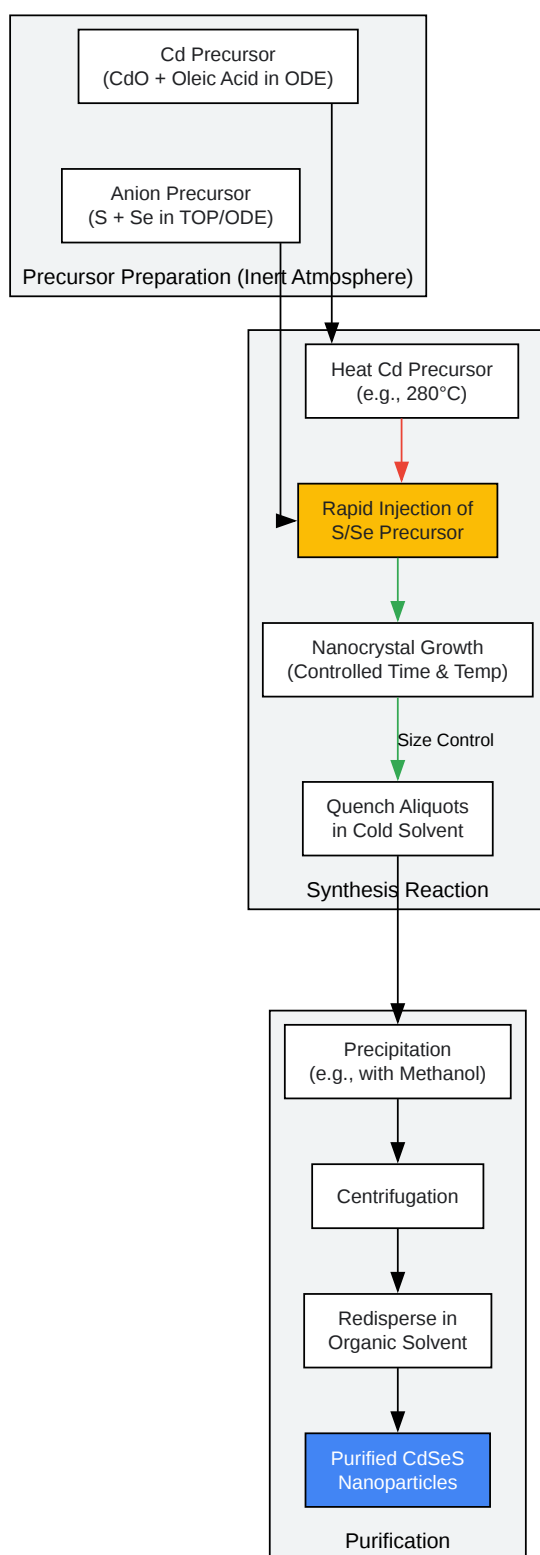 Cd Precursor
(CdO + Oleic Acid in ODE)
Anion Precursor
(S + Se in TOP/ODE)
Precursor Preparation (Inert Atmosphere)
Heat Cd Precursor
(e.g., 280°C)
Rapid Injection of
S/Se Precursor
Nanocrystal Growth
(Controlled Time & Temp)
Size Control
Quench Aliquots
in Cold Solvent
Synthesis Reaction
Precipitation
(e.g., with Methanol)
Centrifugation
Redisperse in
Organic Solvent
Purified CdSeS
Nanoparticles
Purification